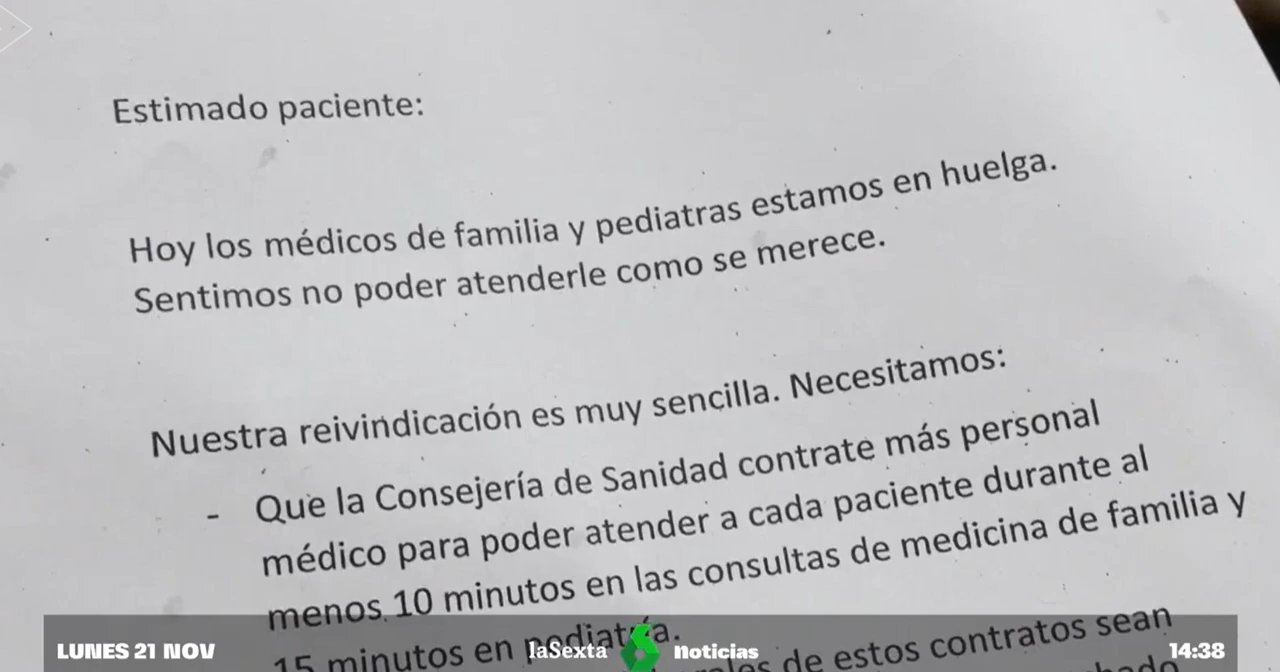 Estimado paciente:
Hoy los médicos de familia y pediatras estamos en huelga.
Sentimos no poder atenderle como se merece.
Nuestra reivindicación es muy sencilla. Necesitamos:
- Que la Consejería de Sanidad contrate más personal
médico para poder atender a cada paciente durante al
menos 10 minutos en las consultas de medicina de familia y
15 minutos en pediatría.
de estos contratos sean
LUNES 21 NOV
laSexta noticias
14:38